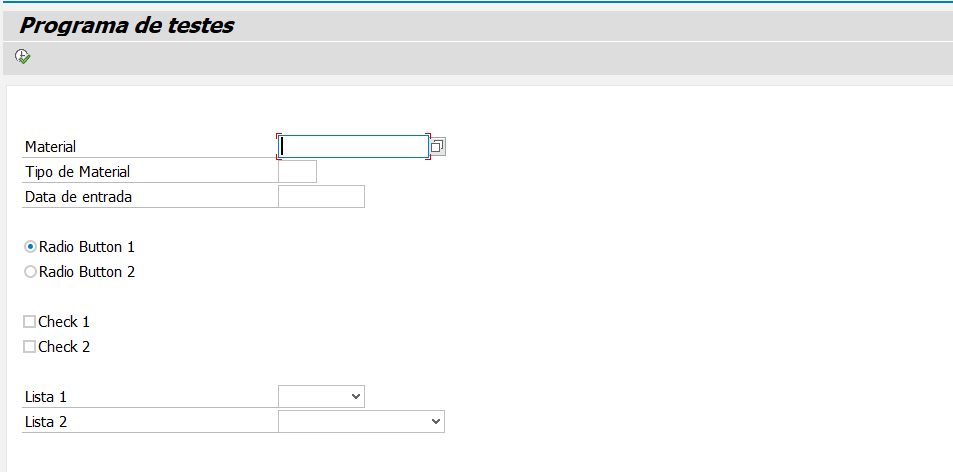 Programa de testes
Material
Tipo de Material
Data de entrada
Radio Button 1
Radio Button 2
Check 1
Check 2
Lista 1
Lista 2